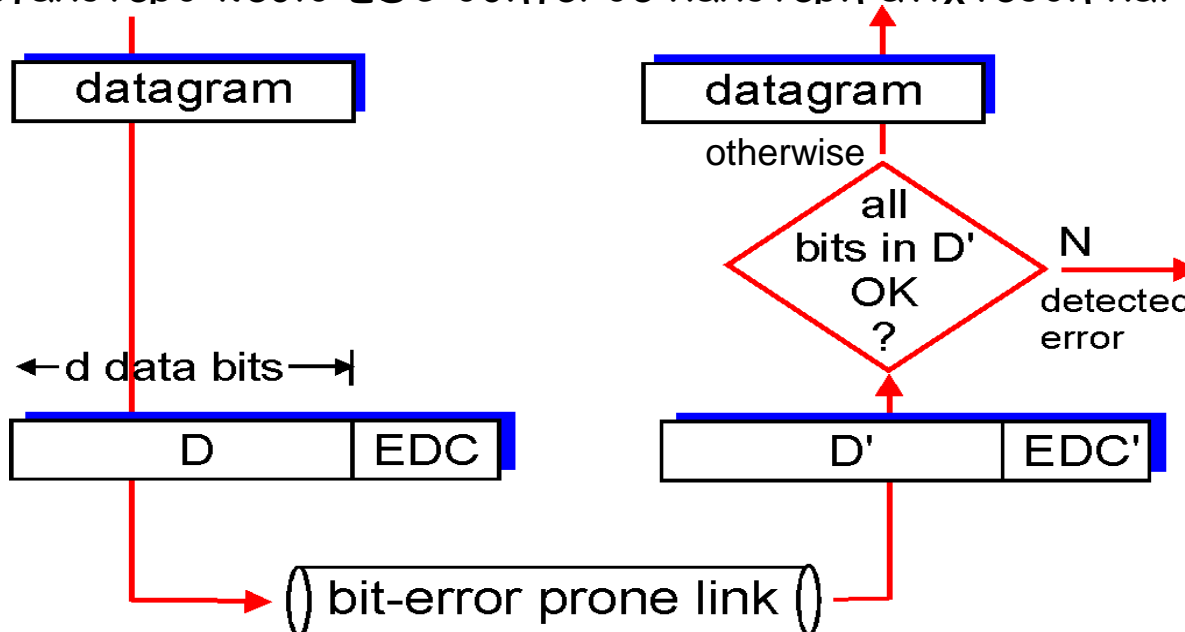 datagram
d data bits
D EDC
bit-error prone link
datagram
otherwise
all
bits in D'
OK
?
N
detected
error
D' EDC'